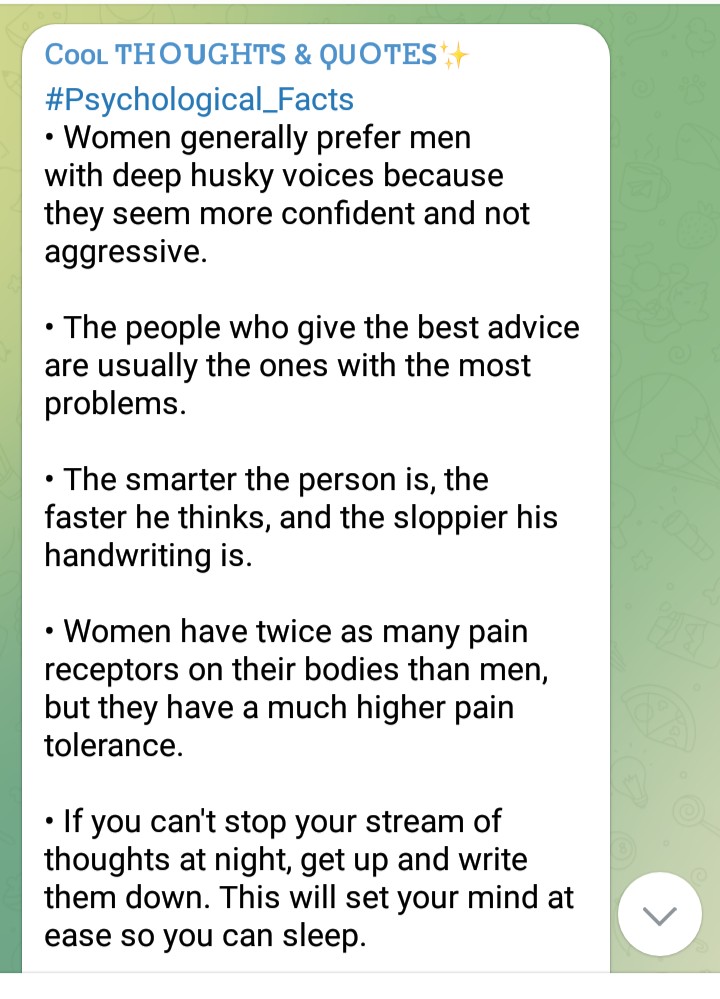 Cool THOUGHTS & QUOTES✨
#Psychological_Facts
• Women generally prefer men
with deep husky voices because
they seem more confident and not
aggressive.
• The people who give the best advice
are usually the ones with the most
problems.
• The smarter the person is, the
faster he thinks, and the sloppier his
handwriting is.
• Women have twice as many pain
receptors on their bodies than men,
but they have a much higher pain
tolerance.
• If you can't stop your stream of
thoughts at night, get up and write
them down. This will set your mind at
ease so you can sleep.